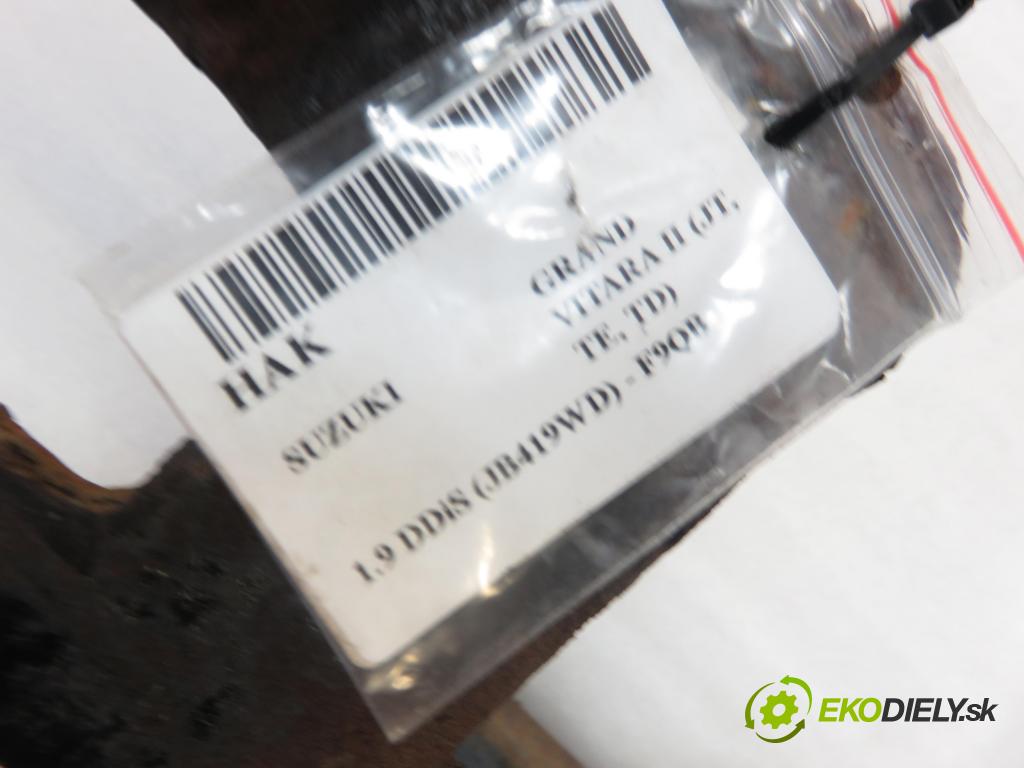 HAK
SUZUKI
GRAND
VITARA II (JT,
TE, TD)
1.9 DDiS (JB419WD) - F9QB
EKODIELY.sk